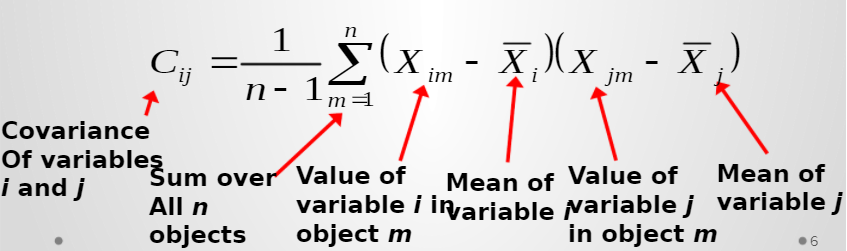 C_ij = 1/(n − 1) ∑_{m=1}^{n} (X_im − X̅_i)(X_jm − X̅_j)
Covariance
Of variables
i and j
Sum over
All n
objects
Value of
variable i in
object m
Mean of
variable i
Value of
variable j
in object m
Mean of
variable j
6